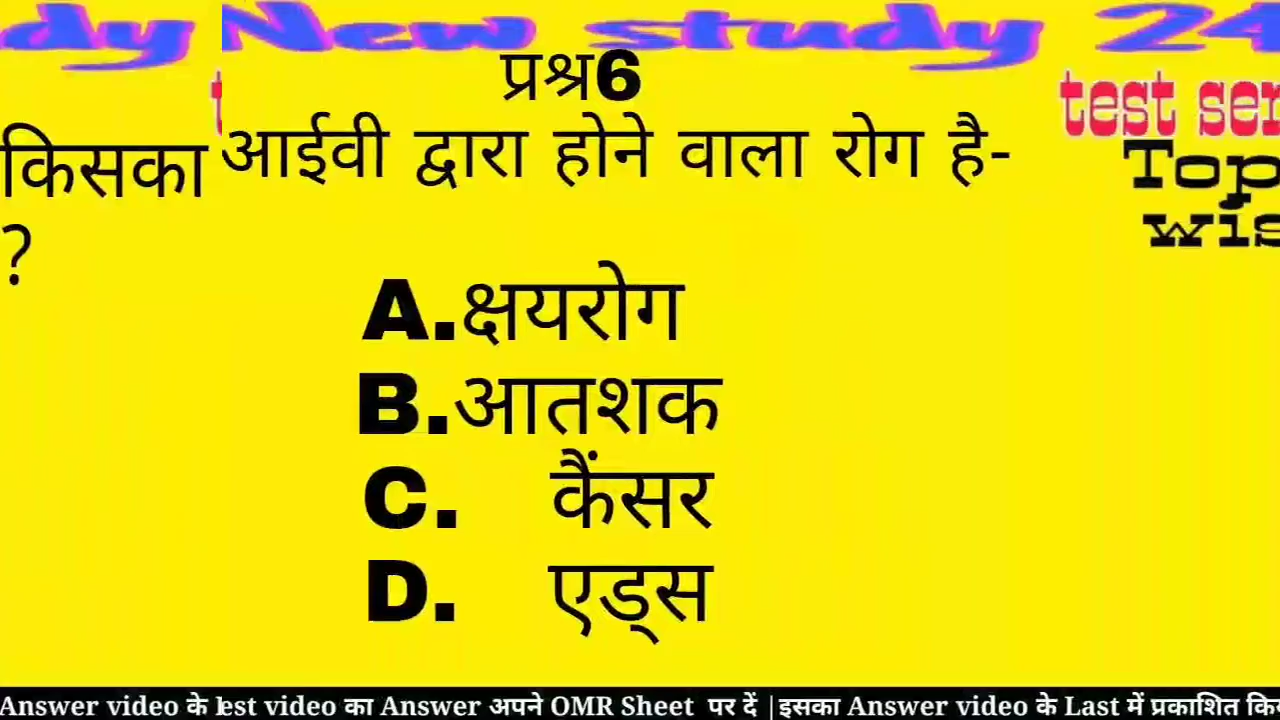 dy New study 24
प्रश्न6
test ser
किसका आईवी द्वारा होने वाला रोग है-
Top
wis
?
A.क्षयरोग
B.आतशक
C. कैंसर
D. एड्स
Answer video के est video का Answer अपने OMR Sheet पर दें |इसका Answer video के Last में प्रकाशित कि